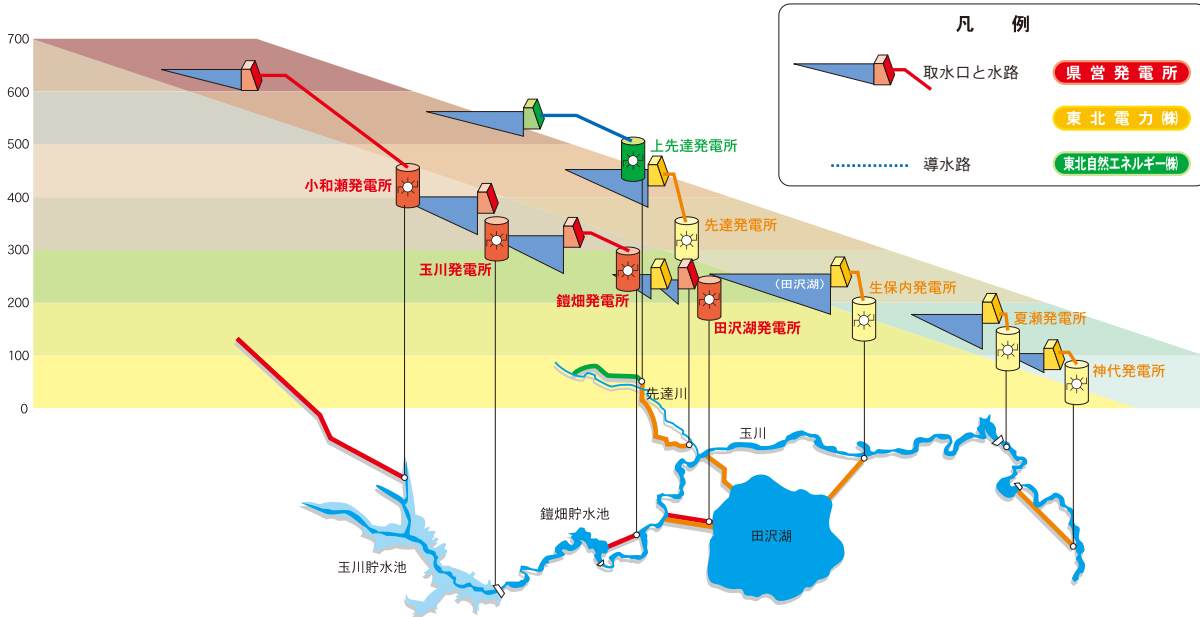 700
600
500
400
300
200
100
0
凡例
取水口と水路
県営発電所
東北電力㈱
導水路
東北自然エネルギー㈱
上先達発電所
小和瀬発電所
先達発電所
玉川発電所
鎧畑発電所
(田沢湖)
生保内発電所
田沢湖発電所
夏瀬発電所
神代発電所
先達川
玉川
鎧畑貯水池
田沢湖
玉川貯水池